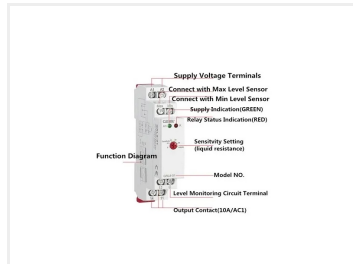 Supply Voltage Terminals
Connect with Max Level Sensor
Connect with Min Level Sensor
Supply Indication(GREEN)
Relay Status Indication(RED)
Sensitivity Setting
(liquid resistance)
Function Diagram
Model NO.
Level Monitoring Circuit Terminal
Output Contact(10A/AC1)